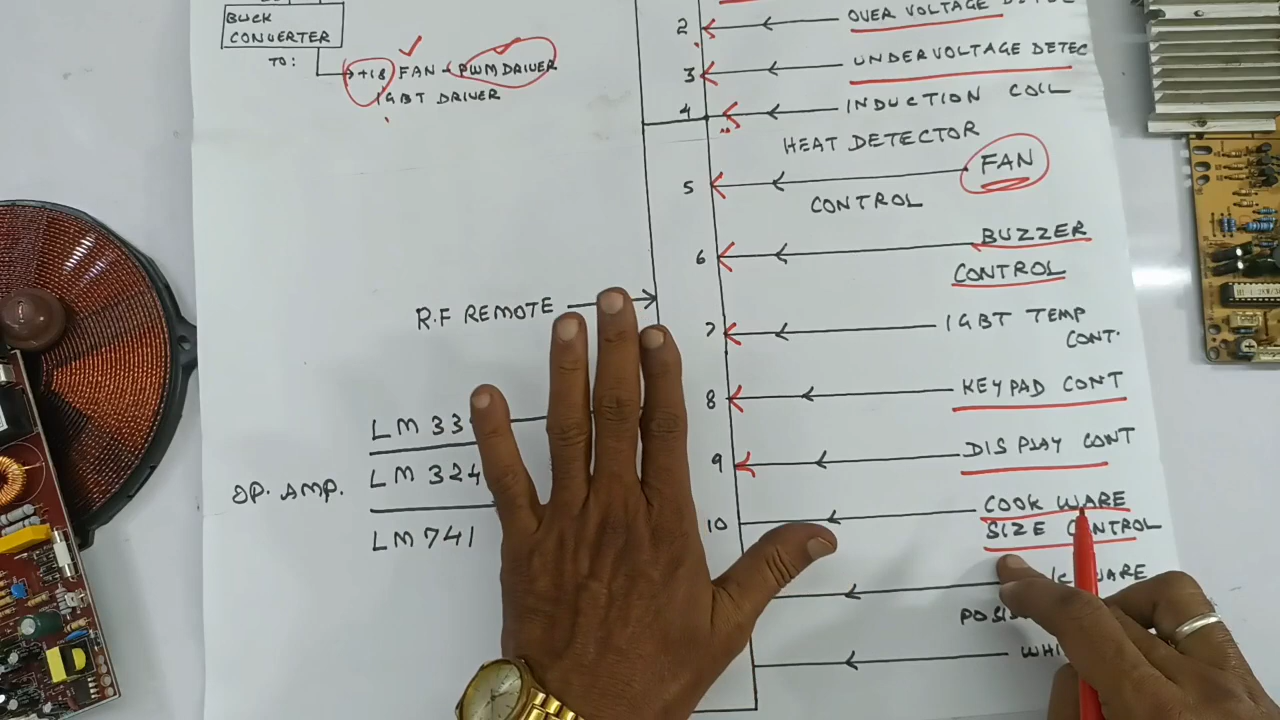 BUCK
CONVERTER
TO:
+18 FAN - PWM DRIVER
IGBT DRIVER
2 OVER VOLTAGE
3 UNDERVOLTAGE DETEC
4 INDUCTION COIL
HEAT DETECTOR
5 FAN
CONTROL
6 BUZZER
CONTROL
R.F REMOTE
7 IGBT TEMP
CONT.
8 KEYPAD CONT
9 DISPLAY CONT
10 COOK WARE
SIZE CONTROL
WARE
LM 33
OP. AMP. LM 324
LM 741